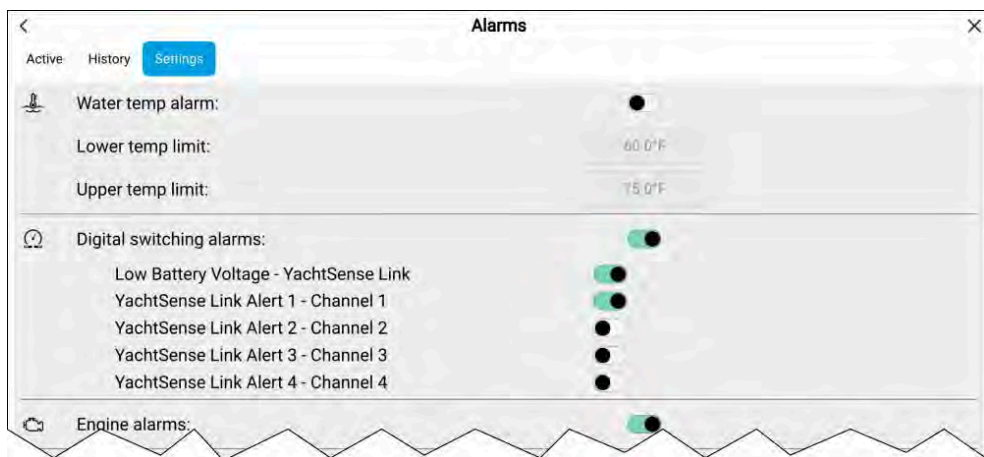 Alarms
Active History Settings
Water temp alarm:
Lower temp limit: 60.0°F
Upper temp limit: 75.0°F
Digital switching alarms:
Low Battery Voltage - YachtSense Link
YachtSense Link Alert 1 - Channel 1
YachtSense Link Alert 2 - Channel 2
YachtSense Link Alert 3 - Channel 3
YachtSense Link Alert 4 - Channel 4
Engine alarms: